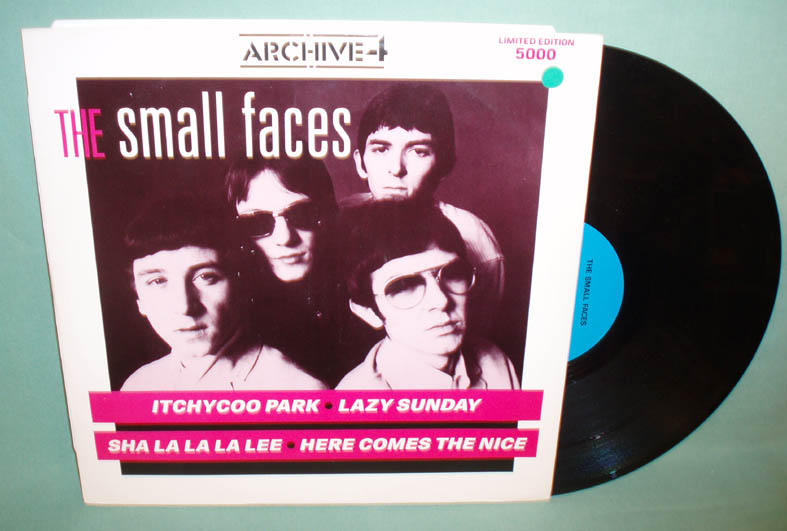 ARCHIVE 4
LIMITED EDITION
5000
THE small faces
ITCHYCOO PARK • LAZY SUNDAY
SHA LA LA LA LEE • HERE COMES THE NICE
THE SMALL FACES